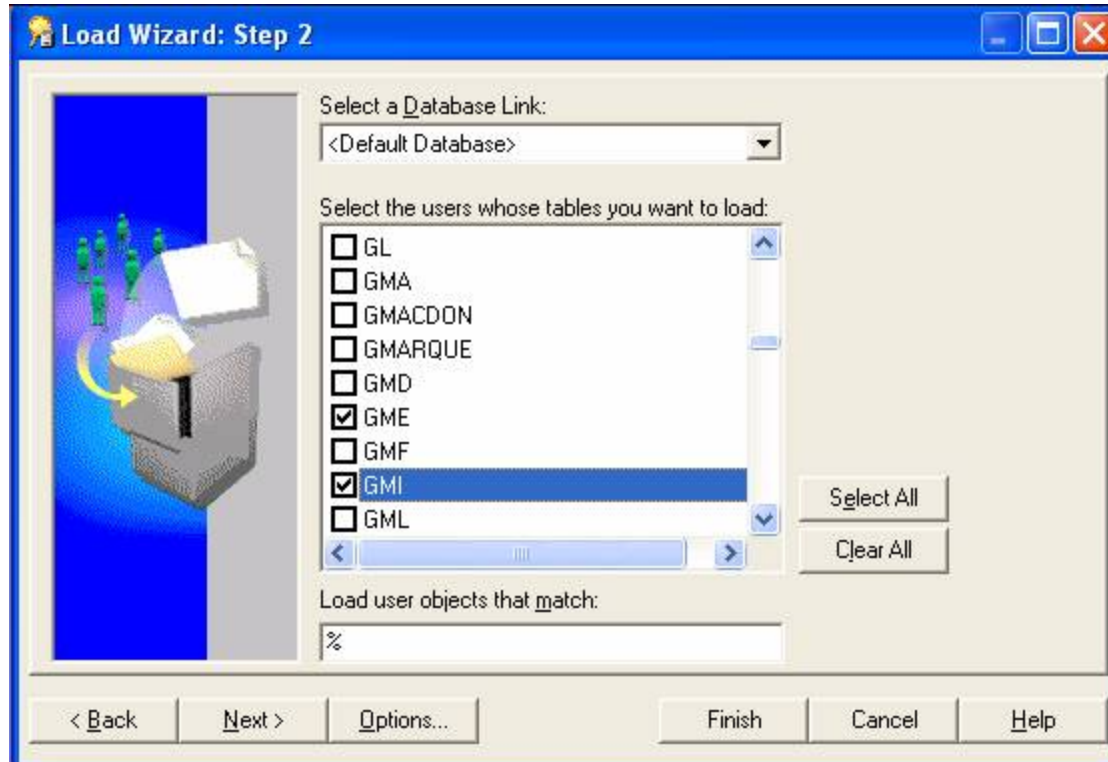 Load Wizard: Step 2
Select a Database Link:
<Default Database>
Select the users whose tables you want to load:
GL
GMA
GMACDON
GMARQUE
GMD
GME
GMF
GMI
GML
Select All
Clear All
Load user objects that match:
%
< Back Next > Options... Finish Cancel Help